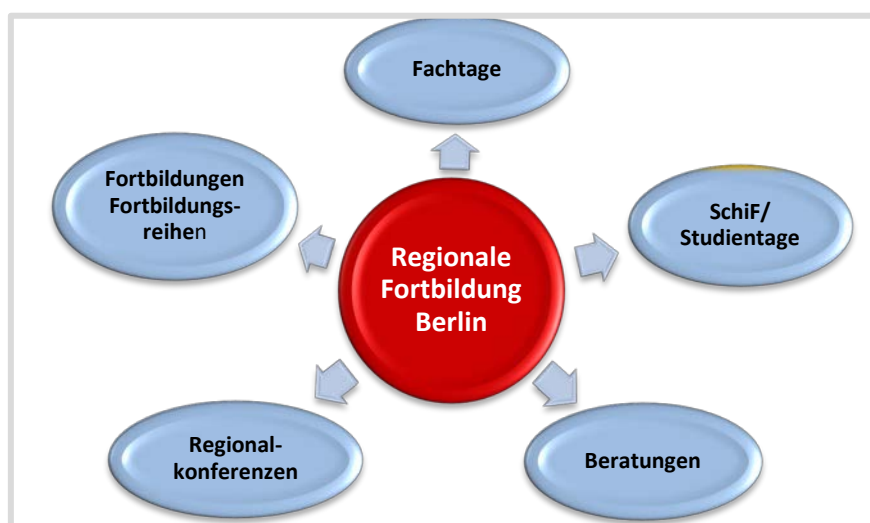 Fachtage
Fortbildungen
Fortbildungs-
reihen
SchiF/
Studientage
Regionale
Fortbildung
Berlin
Regional-
konferenzen
Beratungen